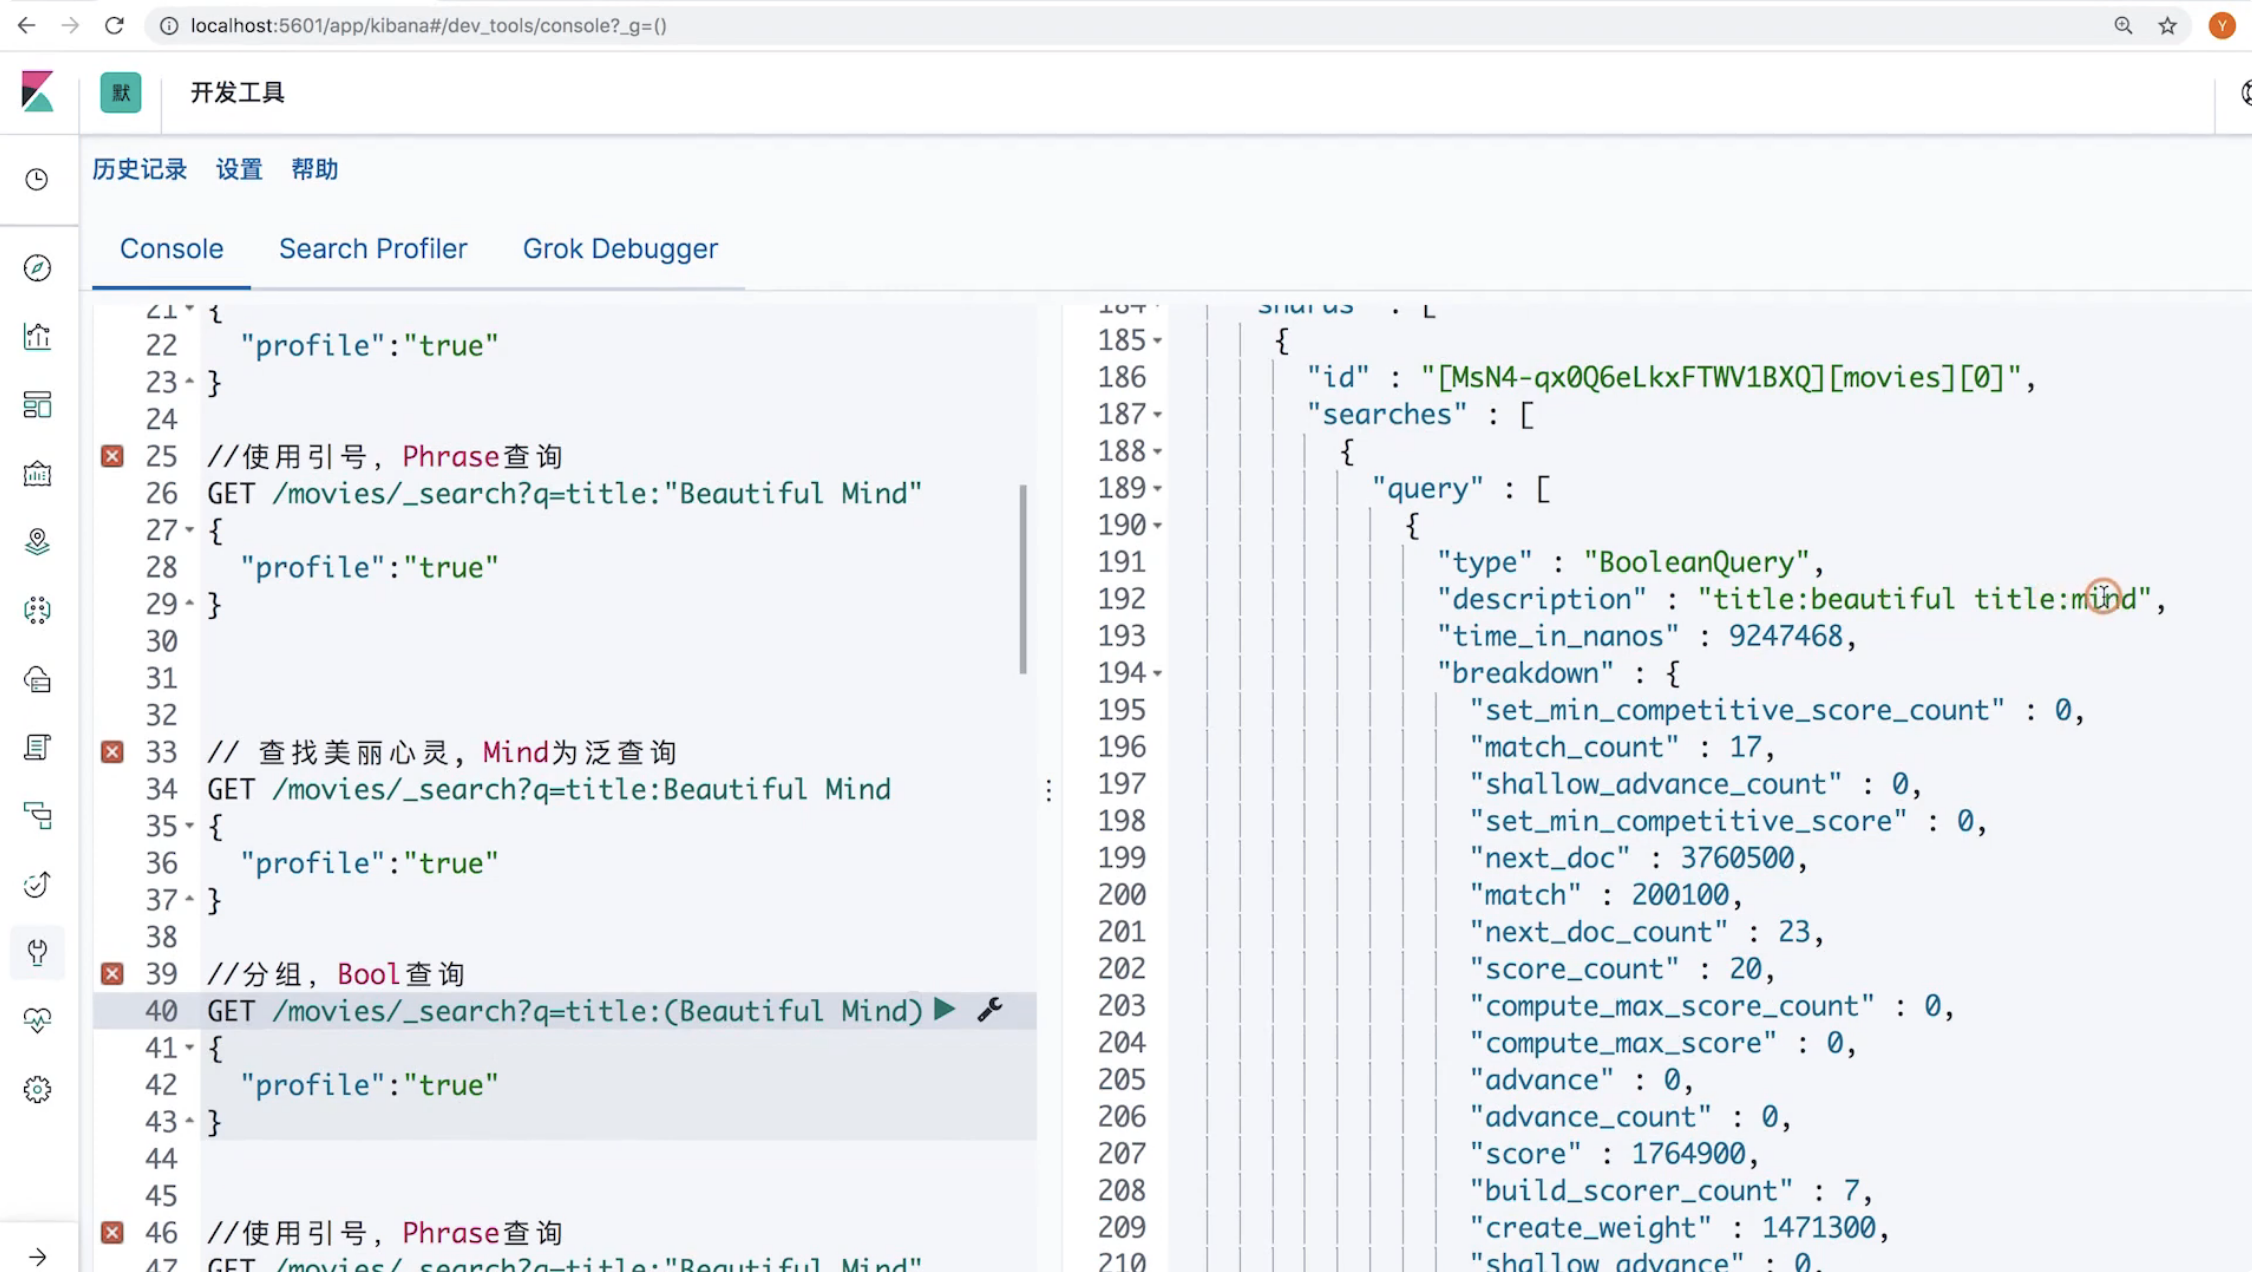 localhost:5601/app/kibana#/dev_tools/console?_g=()
Y
默
开发工具
历史记录 设置 帮助
Console Search Profiler Grok Debugger
21 {
22 "profile":"true"
23 }
24
25 //使用引号, Phrase查询
26 GET /movies/_search?q=title:"Beautiful Mind"
27 {
28 "profile":"true"
29 }
30
31
32
33 // 查找美丽心灵, Mind为泛查询
34 GET /movies/_search?q=title:Beautiful Mind
35 {
36 "profile":"true"
37 }
38
39 //分组, Bool查询
40 GET /movies/_search?q=title:(Beautiful Mind)
41 {
42 "profile":"true"
43 }
44
45
46 //使用引号, Phrase查询
47 GET /movies/_search?q=title:"Beautiful Mind"
184 "shards" : [
185 {
186 "id" : "[MsN4-qx0Q6eLkxFTWV1BXQ][movies][0]",
187 "searches" : [
188 {
189 "query" : [
190 {
191 "type" : "BooleanQuery",
192 "description" : "title:beautiful title:mind",
193 "time_in_nanos" : 9247468,
194 "breakdown" : {
195 "set_min_competitive_score_count" : 0,
196 "match_count" : 17,
197 "shallow_advance_count" : 0,
198 "set_min_competitive_score" : 0,
199 "next_doc" : 3760500,
200 "match" : 200100,
201 "next_doc_count" : 23,
202 "score_count" : 20,
203 "compute_max_score_count" : 0,
204 "compute_max_score" : 0,
205 "advance" : 0,
206 "advance_count" : 0,
207 "score" : 1764900,
208 "build_scorer_count" : 7,
209 "create_weight" : 1471300,
210 "shallow_advance" : 0,